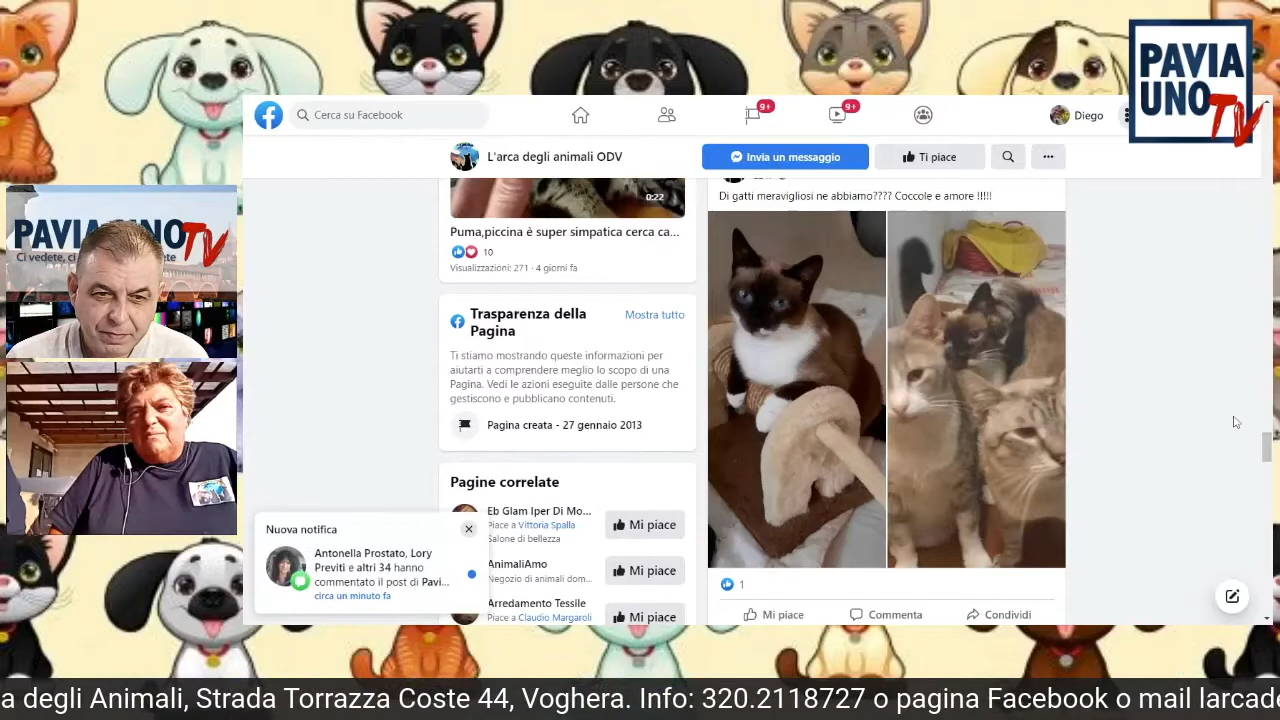 PAVIA
UNO
TV
Cerca su Facebook
9+
9+
Diego
L'arca degli animali ODV
Invia un messaggio
Ti piace
0:22
Puma,piccina è super simpatica cerca ca...
10
Visualizzazioni: 271 · 4 giorni fa
Trasparenza della
Pagina
Mostra tutto
Ti stiamo mostrando queste informazioni per
aiutarti a comprendere meglio lo scopo di una
Pagina. Vedi le azioni eseguite dalle persone che
gestiscono e pubblicano contenuti.
Pagina creata - 27 gennaio 2013
Pagine correlate
Eb Glam Iper Di Mo...
Piace a Vittoria Spalla
Salone di bellezza
Mi piace
AnimaliAmo
Negozio di animali dom...
Mi piace
Arredamento Tessile
Piace a Claudio Margaroli
Mi piace
Di gatti meravigliosi ne abbiamo???? Coccole e amore !!!!!
1
Mi piace
Commenta
Condividi
Nuova notifica
Antonella Prostato, Lory
Previti e altri 34 hanno
commentato il post di Pavi...
circa un minuto fa
PAVIA UNO TV
Ci vedete, ci
a degli Animali, Strada Torrazza Coste 44, Voghera. Info: 320.2118727 o pagina Facebook o mail larcade